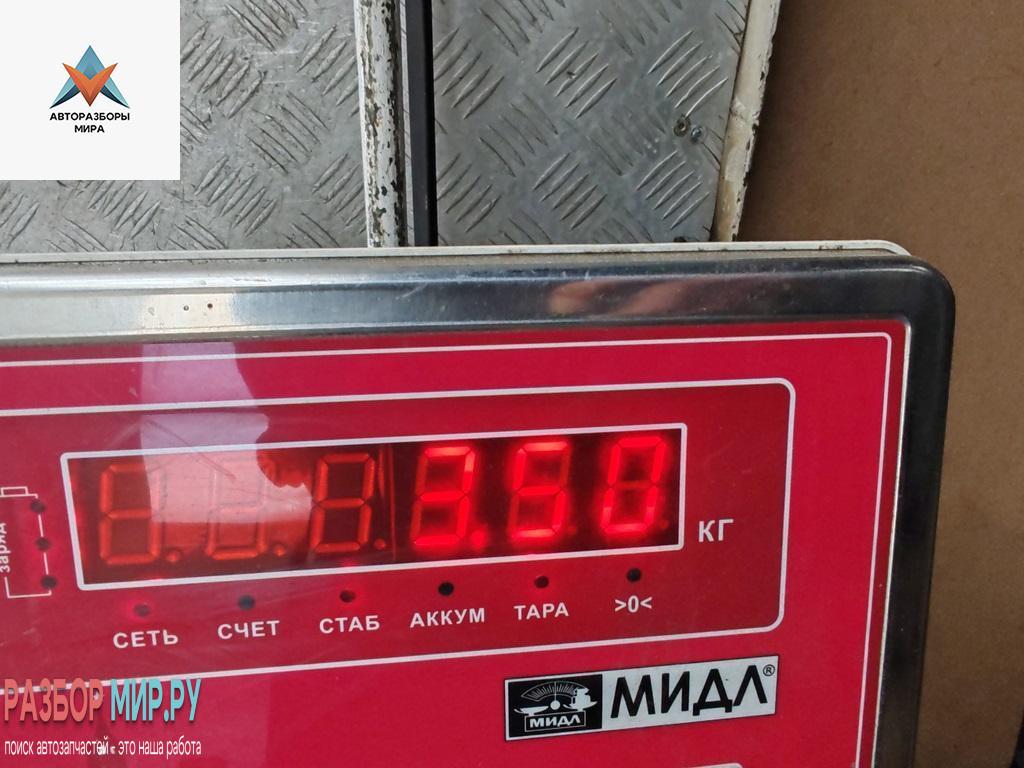 АВТОРАЗБОРЫ
МИРА
заряд
3.50
КГ
СЕТЬ СЧЕТ СТАБ АККУМ ТАРА >0<
МИДЛ
МИДЛ®
РАЗБОР МИР.РУ
поиск автозапчастей - это наша работа